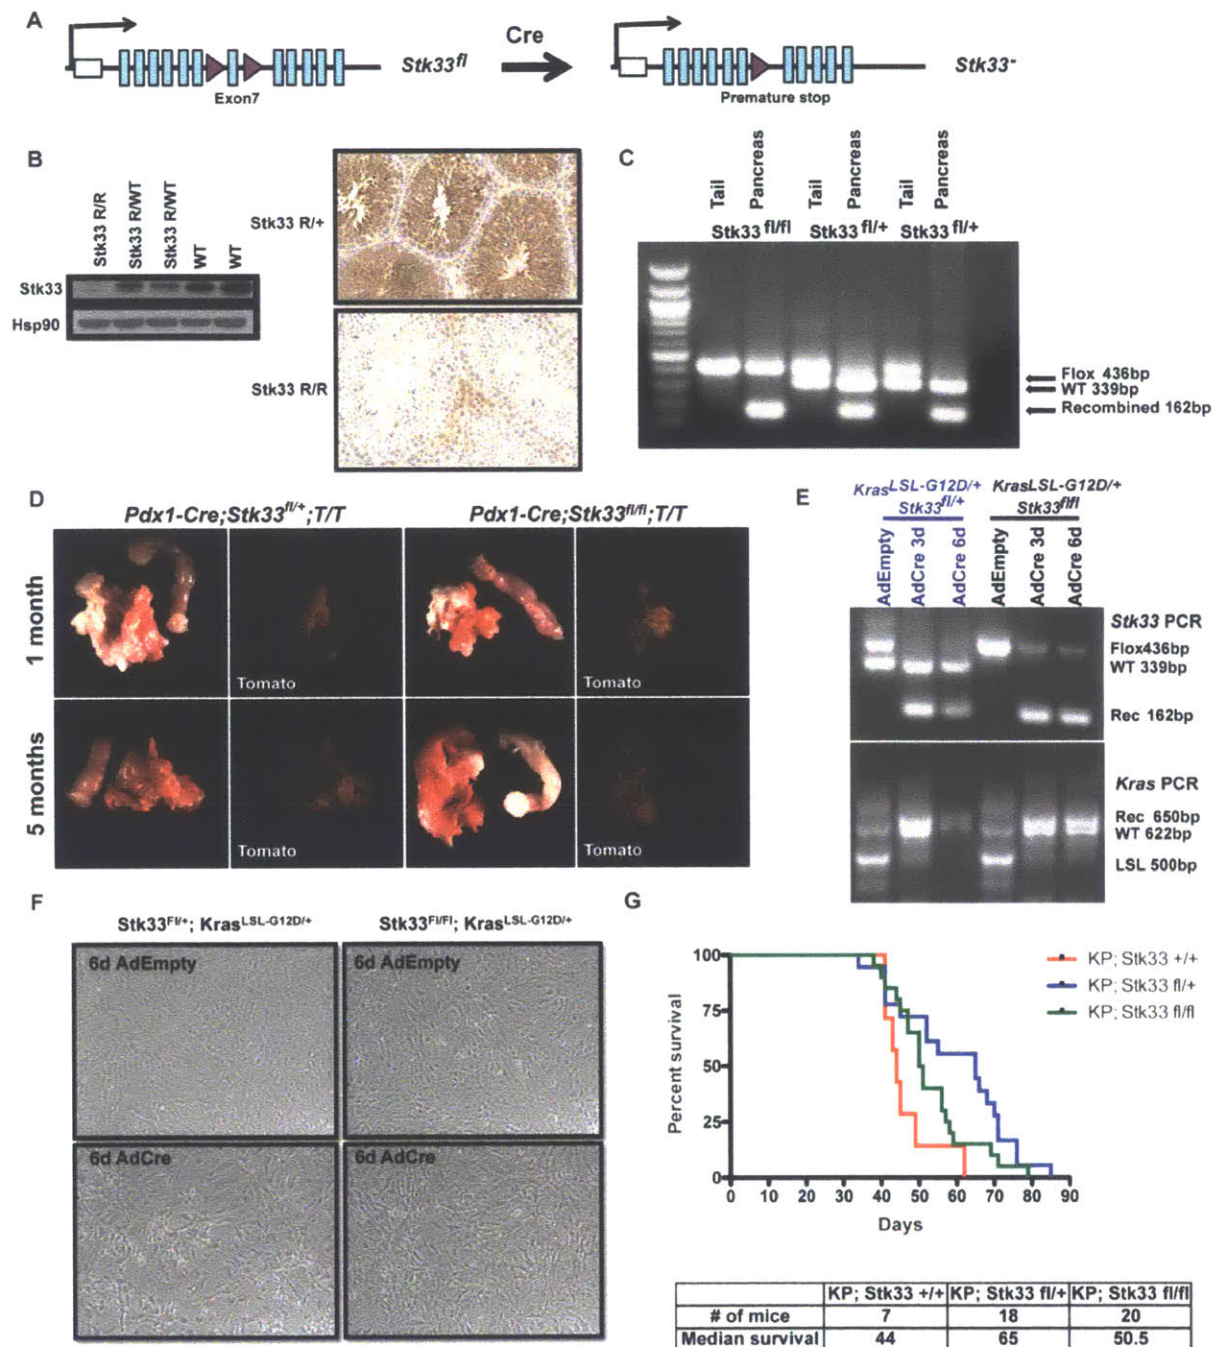 A
Cre
Stk33fl
Stk33-
Exon7
Premature stop
B
Stk33 R/R
Stk33 R/WT
Stk33 R/WT
WT
WT
Stk33
Hsp90
Stk33 R/+
Stk33 R/R
C
Tail
Pancreas
Tail
Pancreas
Tail
Pancreas
Stk33 fl/fl
Stk33 fl/+
Stk33 fl/+
Flox 436bp
WT 339bp
Recombined 162bp
D
Pdx1-Cre;Stk33fl/+;T/T
Pdx1-Cre;Stk33fl/fl;T/T
1 month
Tomato
Tomato
5 months
Tomato
Tomato
E
KrasLSL-G12D/+
Stk33fl/+
KrasLSL-G12D/+
Stk33fl/fl
AdEmpty
AdCre 3d
AdCre 6d
AdEmpty
AdCre 3d
AdCre 6d
Stk33 PCR
Flox436bp
WT 339bp
Rec 162bp
Kras PCR
Rec 650bp
WT 622bp
LSL 500bp
F
Stk33Fl/+; KrasLSL-G12D/+
Stk33Fl/Fl; KrasLSL-G12D/+
6d AdEmpty
6d AdEmpty
6d AdCre
6d AdCre
G
100
75
50
25
0
Percent survival
0 10 20 30 40 50 60 70 80 90
Days
KP; Stk33 +/+
KP; Stk33 fl/+
KP; Stk33 fl/fl
KP; Stk33 +/+ KP; Stk33 fl/+ KP; Stk33 fl/fl
# of mice 7 18 20
Median survival 44 65 50.5